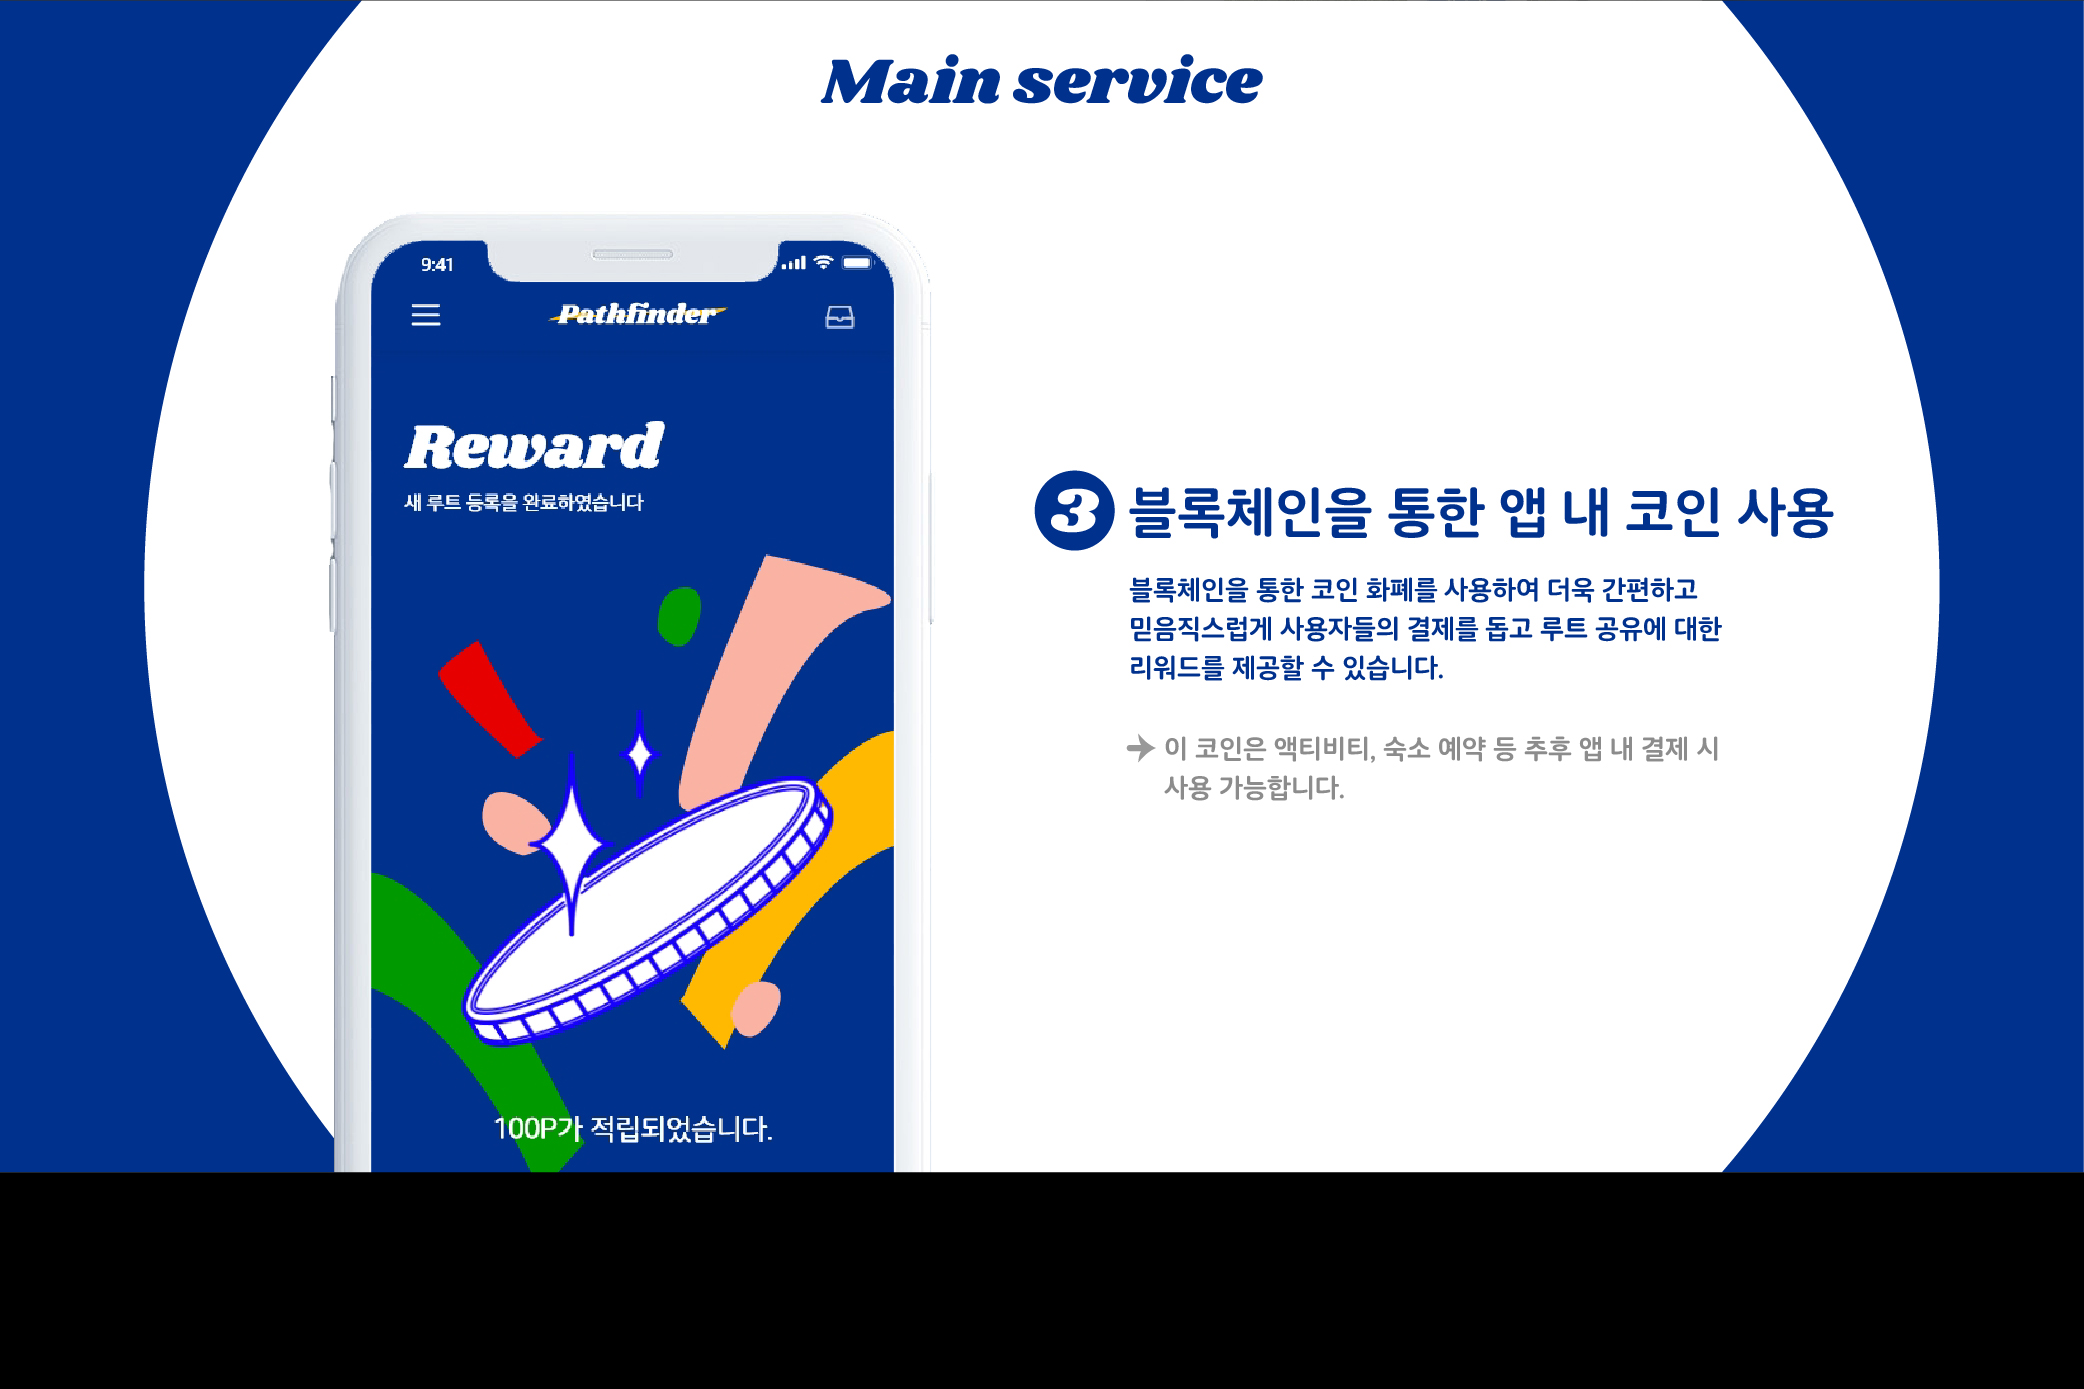 Main service
9:41
Pathfinder
Reward
새 루트 등록을 완료하였습니다
100P가 적립되었습니다.
3 블록체인을 통한 앱 내 코인 사용
블록체인을 통한 코인 화폐를 사용하여 더욱 간편하고
믿음직스럽게 사용자들의 결제를 돕고 루트 공유에 대한
리워드를 제공할 수 있습니다.
이 코인은 액티비티, 숙소 예약 등 추후 앱 내 결제 시
사용 가능합니다.